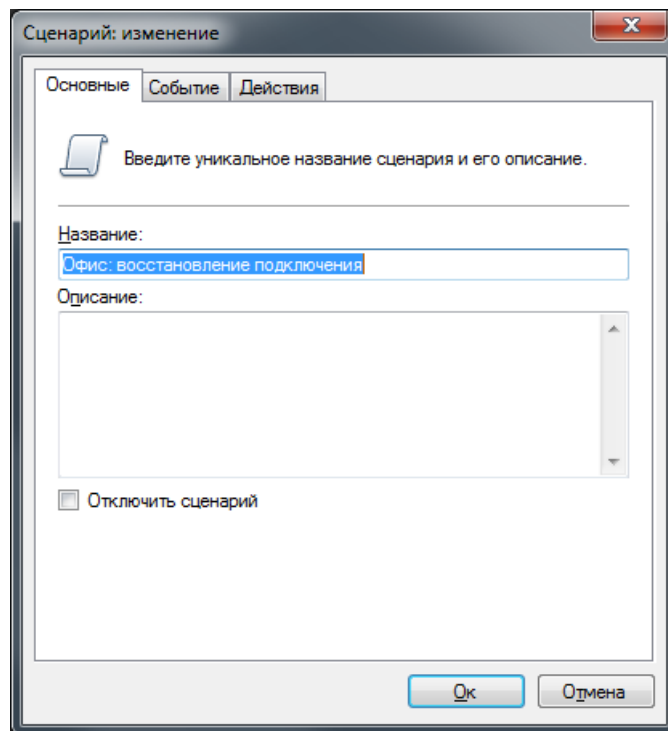 Сценарий: изменение
Основные Событие Действия
Введите уникальное название сценария и его описание.
Название:
Офис: восстановление подключения
Описание:
Отключить сценарий
Ок Отмена